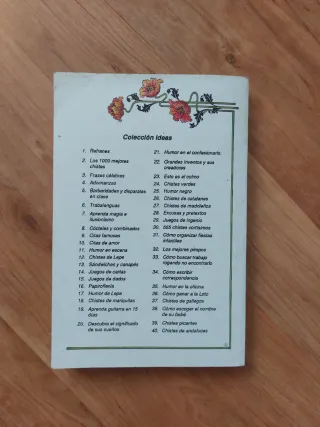 Colección Ideas
1. Refranes
2. Los 1000 mejores
chistes
3. Frases célebres
4. Adivinanzas
5. Barbaridades y disparates
en clase
6. Trabalenguas
7. Aprenda magia e
ilusionismo
8. Cócteles y combinados
9. Citas famosas
10. Citas de amor
11. Humor en escena
12. Chistes de Lepe
13. Sándwiches y canapés
14. Juegos de cartas
15. Juegos de dados
16. Papiroflexia
17. Humor de Lepe
18. Chistes de mariquitas
19. Aprenda guitarra en 15
días
20. Descubra el significado
de sus sueños
21. Humor en el confesionario
22. Grandes inventos y sus
creadores
23. Esto es el colmo
24. Chistes verdes
25. Humor negro
26. Chistes de catalanes
27. Chistes de madrileños
28. Excusas y pretextos
29. Juegos de ingenio
30. 555 chistes cortísimos
31. Cómo organizar fiestas
infantiles
32. Los mejores piropos
33. Cómo buscar trabajo
rogando no encontrarlo
34. Cómo escribir
correspondencia
35. Humor en la oficina
36. Cómo ganar a la Loto
37. Chistes de gallegos
38. Cómo escoger el nombre
de su bebé
39. Chistes picantes
40. Chistes de andaluces